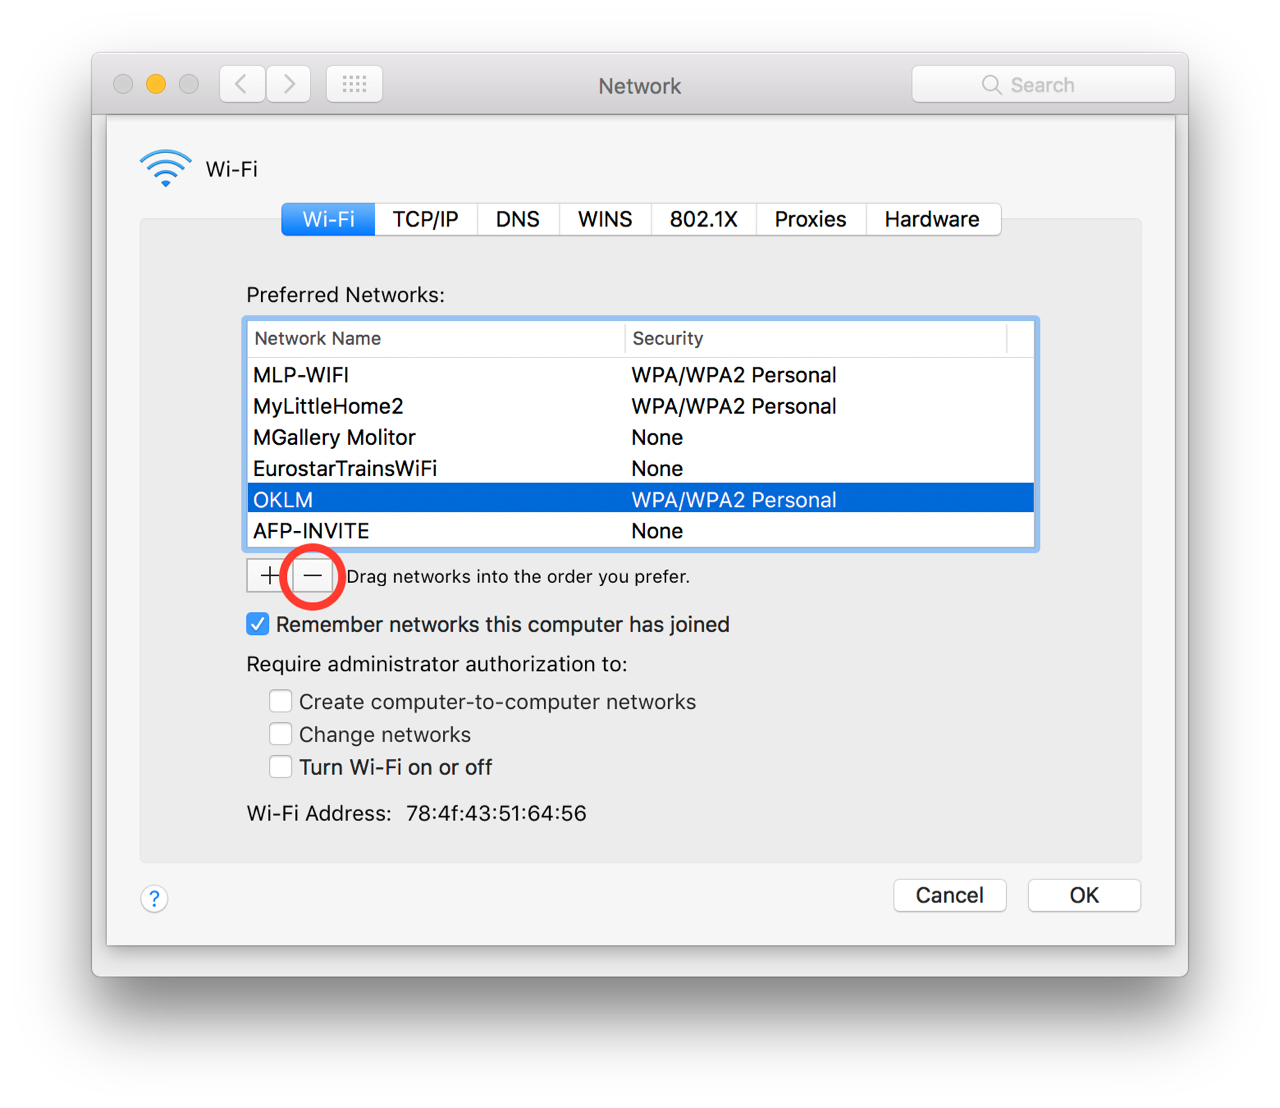 Network
Search
Wi-Fi
Wi-Fi TCP/IP DNS WINS 802.1X Proxies Hardware
Preferred Networks:
Network Name Security
MLP-WIFI WPA/WPA2 Personal
MyLittleHome2 WPA/WPA2 Personal
MGallery Molitor None
EurostarTrainsWiFi None
OKLM WPA/WPA2 Personal
AFP-INVITE None
+ − Drag networks into the order you prefer.
Remember networks this computer has joined
Require administrator authorization to:
Create computer-to-computer networks
Change networks
Turn Wi-Fi on or off
Wi-Fi Address: 78:4f:43:51:64:56
? Cancel OK